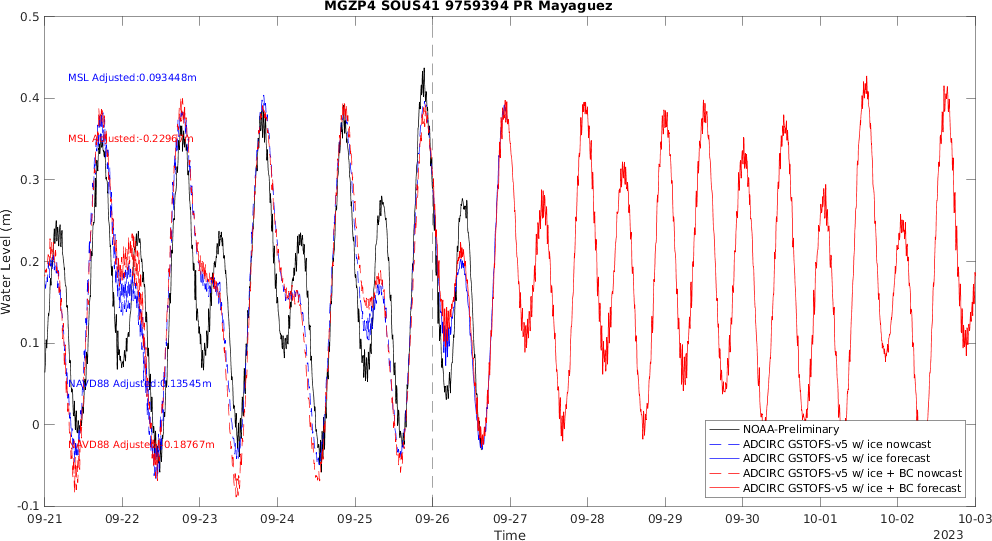 MGZP4 SOUS41 9759394 PR Mayaguez
0.5
0.4
0.3
0.2
0.1
0
-0.1
Water Level (m)
MSL Adjusted:0.093448m
MSL
NAVD88 Adjusted:0.13545m
NAVD88
NOAA-Preliminary
ADCIRC GSTOFS-v5 w/ ice nowcast
ADCIRC GSTOFS-v5 w/ ice forecast
ADCIRC GSTOFS-v5 w/ ice + BC nowcast
ADCIRC GSTOFS-v5 w/ ice + BC forecast
09-21 09-22 09-23 09-24 09-25 09-26 09-27 09-28 09-29 09-30 10-01 10-02 10-03
Time
2023